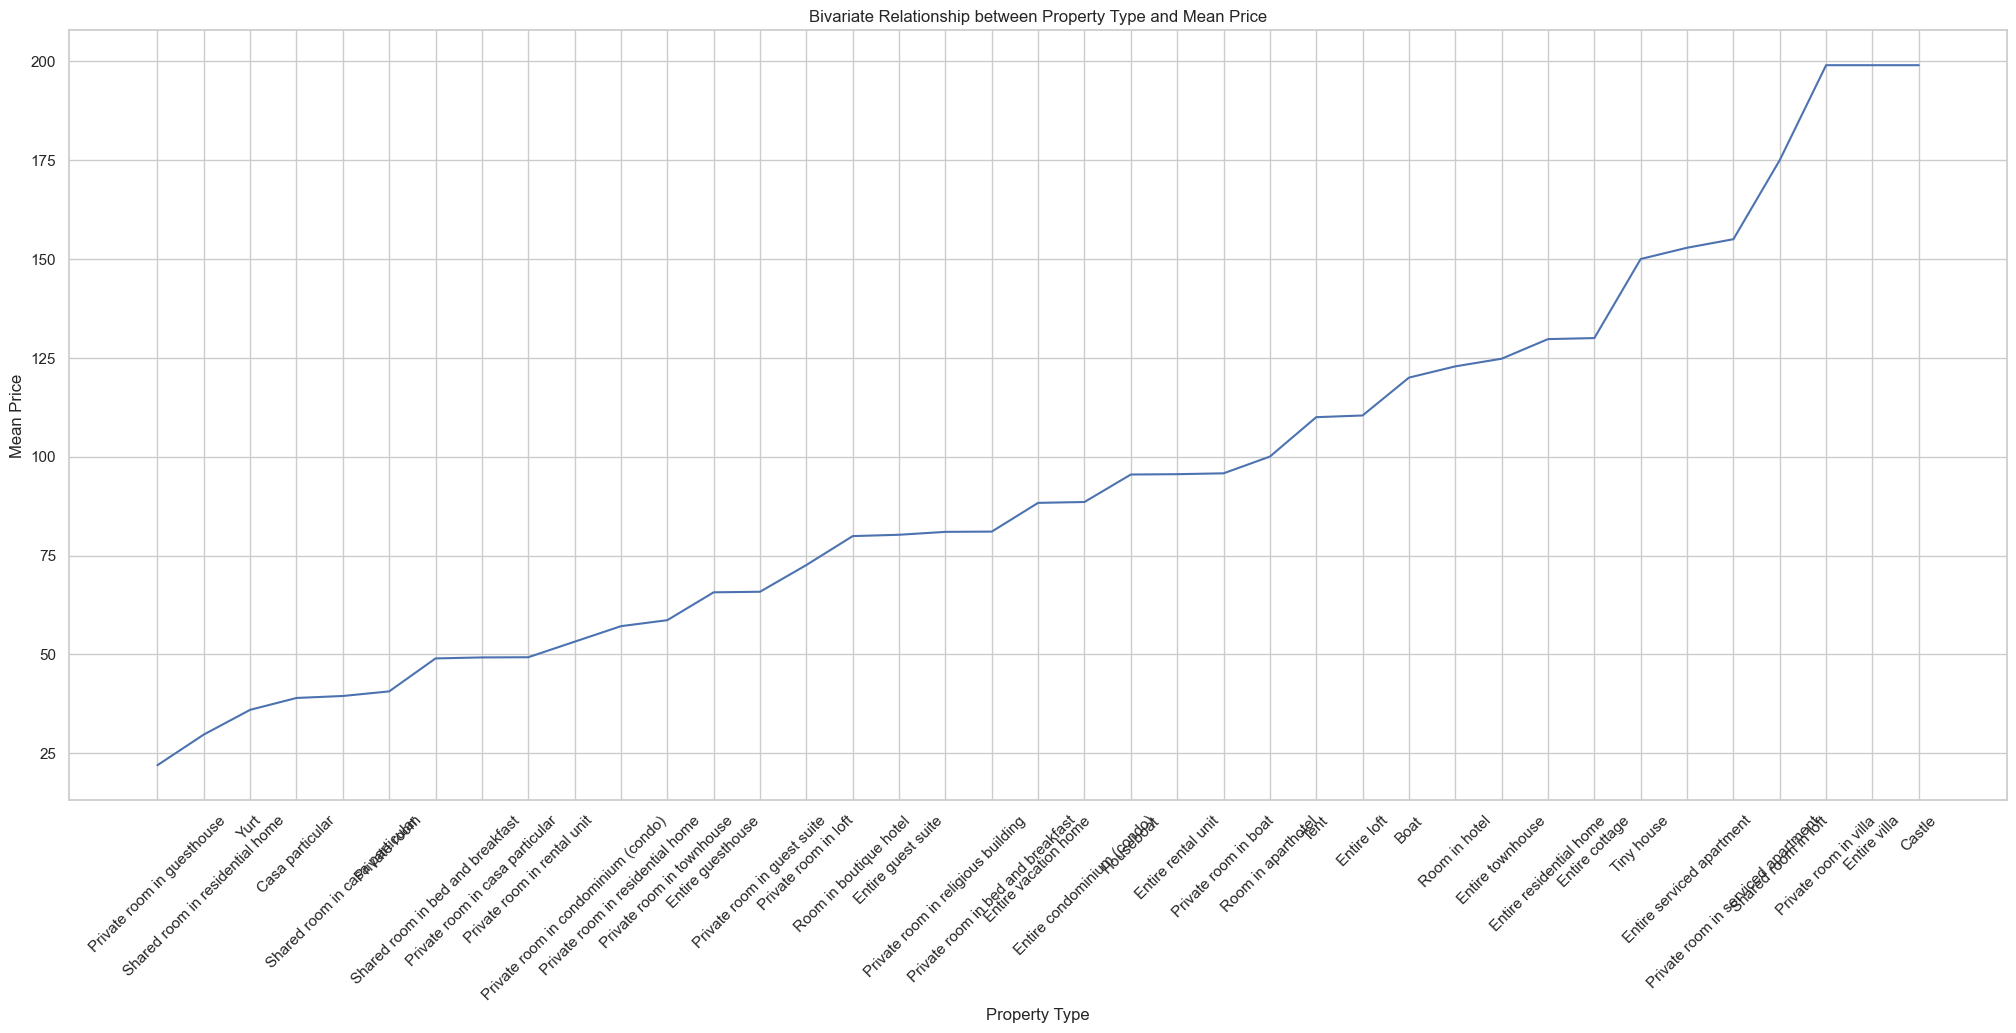 Bivariate Relationship between Property Type and Mean Price
Mean Price
200
175
150
125
100
75
50
25
Private room in guesthouse
Shared room in residential home
Yurt
Casa particular
Shared room in casa particular
Private room
Shared room in bed and breakfast
Private room in casa particular
Private room in rental unit
Private room in condominium (condo)
Private room in residential home
Private room in townhouse
Entire guesthouse
Private room in guest suite
Private room in loft
Room in boutique hotel
Entire guest suite
Private room in religious building
Private room in bed and breakfast
Entire vacation home
Entire condominium (condo)
Houseboat
Entire rental unit
Private room in boat
Room in aparthotel
Tent
Entire loft
Boat
Room in hotel
Entire townhouse
Entire residential home
Entire cottage
Tiny house
Entire serviced apartment
Private room in serviced apartment
Shared room in loft
Private room in villa
Entire villa
Castle
Property Type